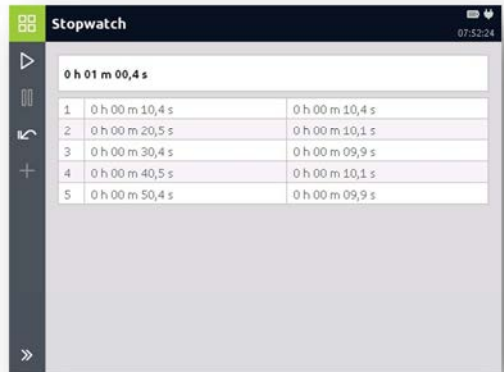 Stopwatch
07:52:24
0 h 01 m 00,4 s
1 0 h 00 m 10,4 s 0 h 00 m 10,4 s
2 0 h 00 m 20,5 s 0 h 00 m 10,1 s
3 0 h 00 m 30,4 s 0 h 00 m 09,9 s
4 0 h 00 m 40,5 s 0 h 00 m 10,1 s
5 0 h 00 m 50,4 s 0 h 00 m 09,9 s